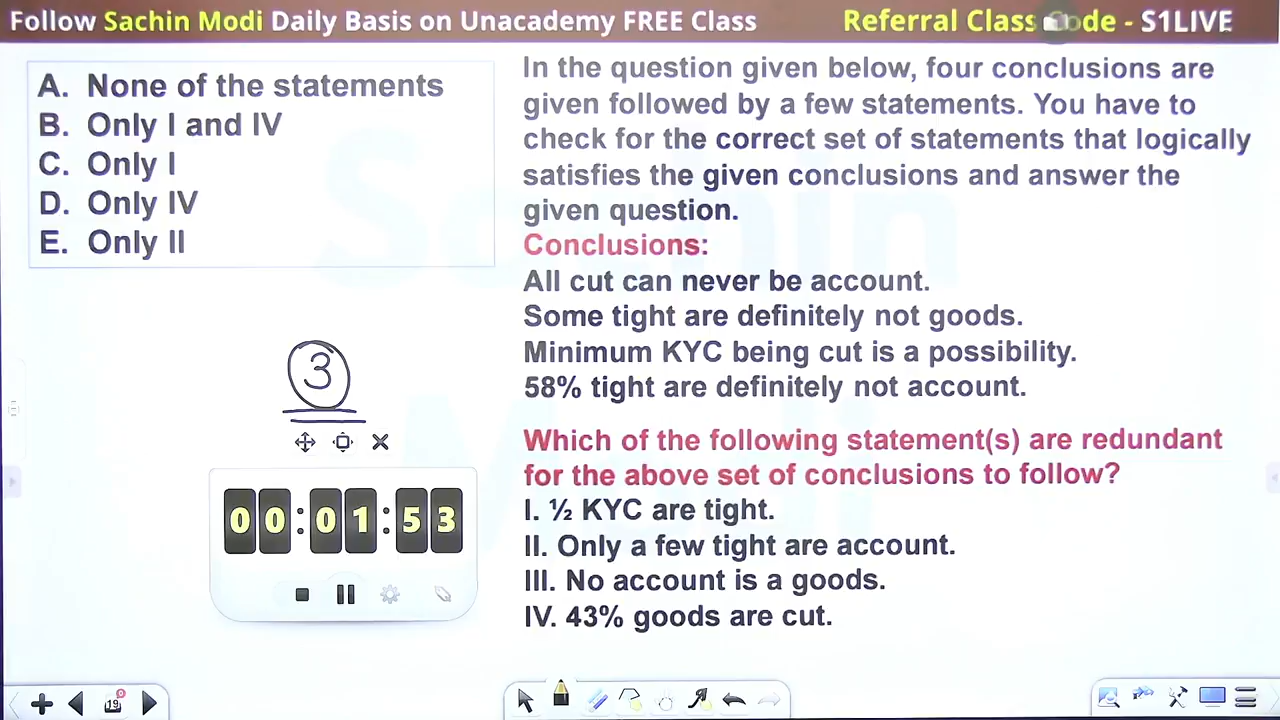 Follow Sachin Modi Daily Basis on Unacademy FREE Class
Referral Class Code - S1LIVE
A. None of the statements
B. Only I and IV
C. Only I
D. Only IV
E. Only II
In the question given below, four conclusions are
given followed by a few statements. You have to
check for the correct set of statements that logically
satisfies the given conclusions and answer the
given question.
Conclusions:
All cut can never be account.
Some tight are definitely not goods.
Minimum KYC being cut is a possibility.
58% tight are definitely not account.
Which of the following statement(s) are redundant
for the above set of conclusions to follow?
I. ½ KYC are tight.
II. Only a few tight are account.
III. No account is a goods.
IV. 43% goods are cut.
3
00:01:53
19